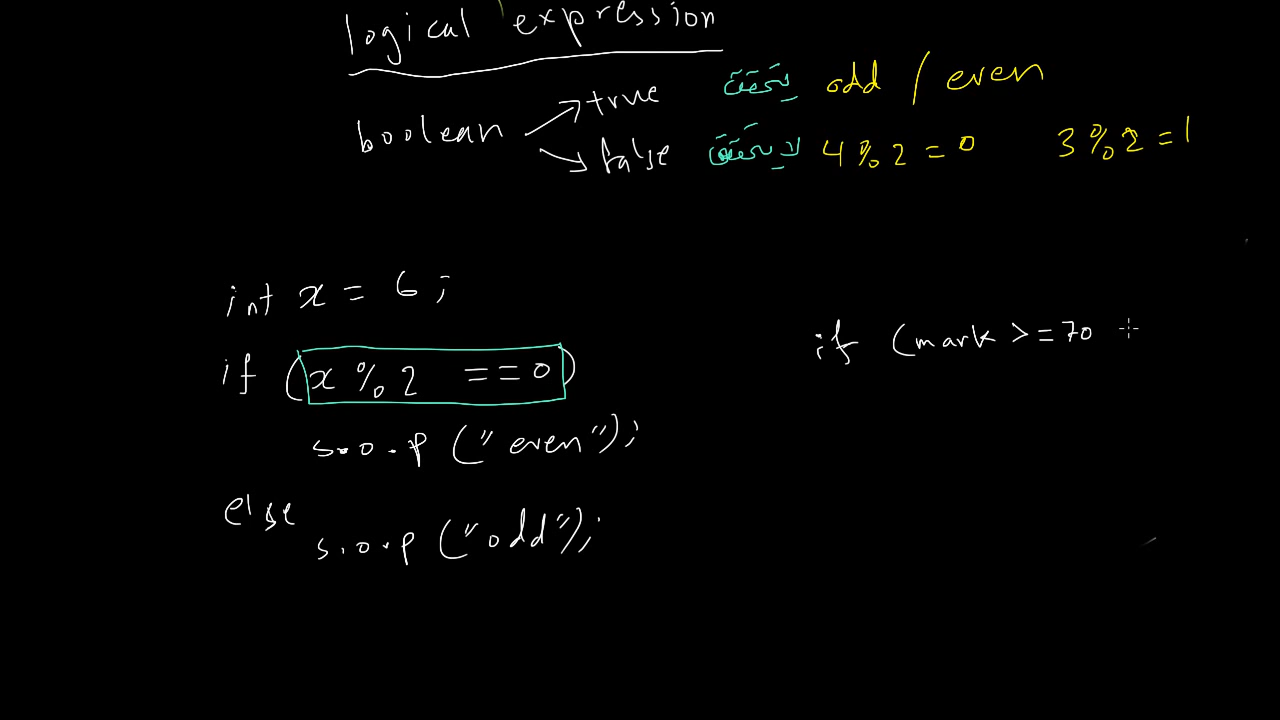 logical expression
boolean → true يتحقق
→ false لا يتحقق
odd / even
4 % 2 = 0 3 % 2 = 1
int x = 6 ;
if ( x % 2 == 0 )
s.o.p ( " even " ) ;
else
s.o.p ( " odd " ) ;
if ( mark >= 70